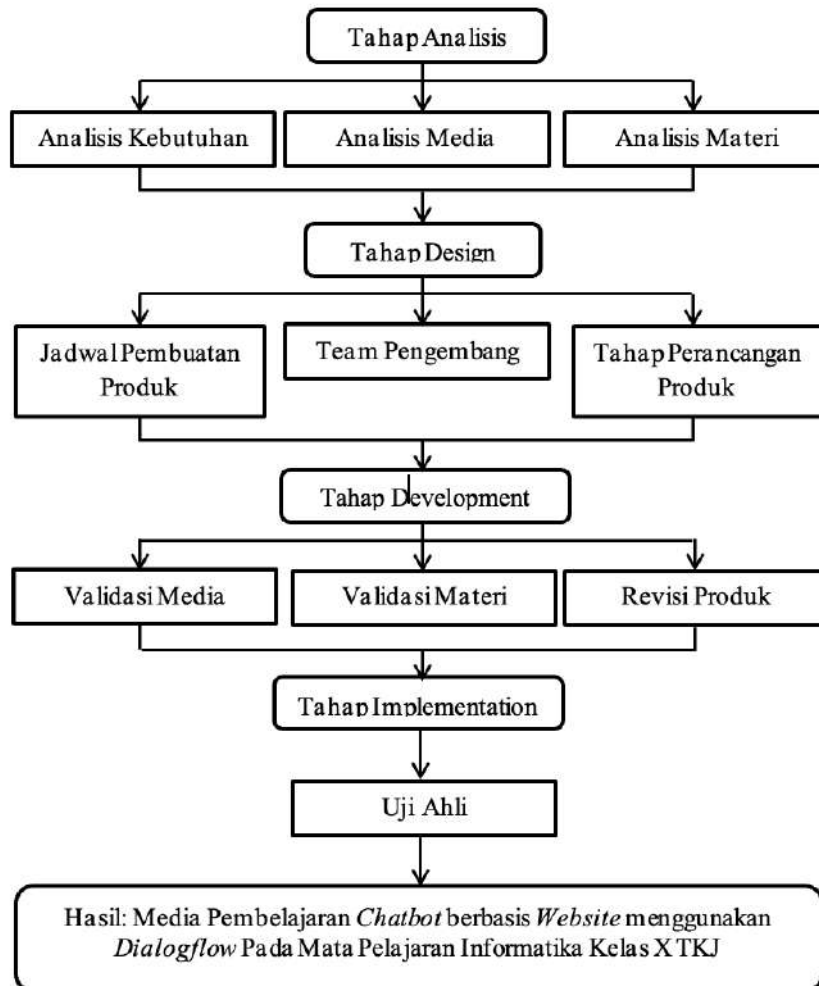 Tahap Analisis
Analisis Kebutuhan
Analisis Media
Analisis Materi
Tahap Design
Jadwal Pembuatan
Produk
Team Pengembang
Tahap Perancangan
Produk
Tahap Development
Validasi Media
Validasi Materi
Revisi Produk
Tahap Implementation
Uji Ahli
Hasil: Media Pembelajaran Chatbot berbasis Website menggunakan
Dialogflow Pada Mata Pelajaran Informatika Kelas X TKJ